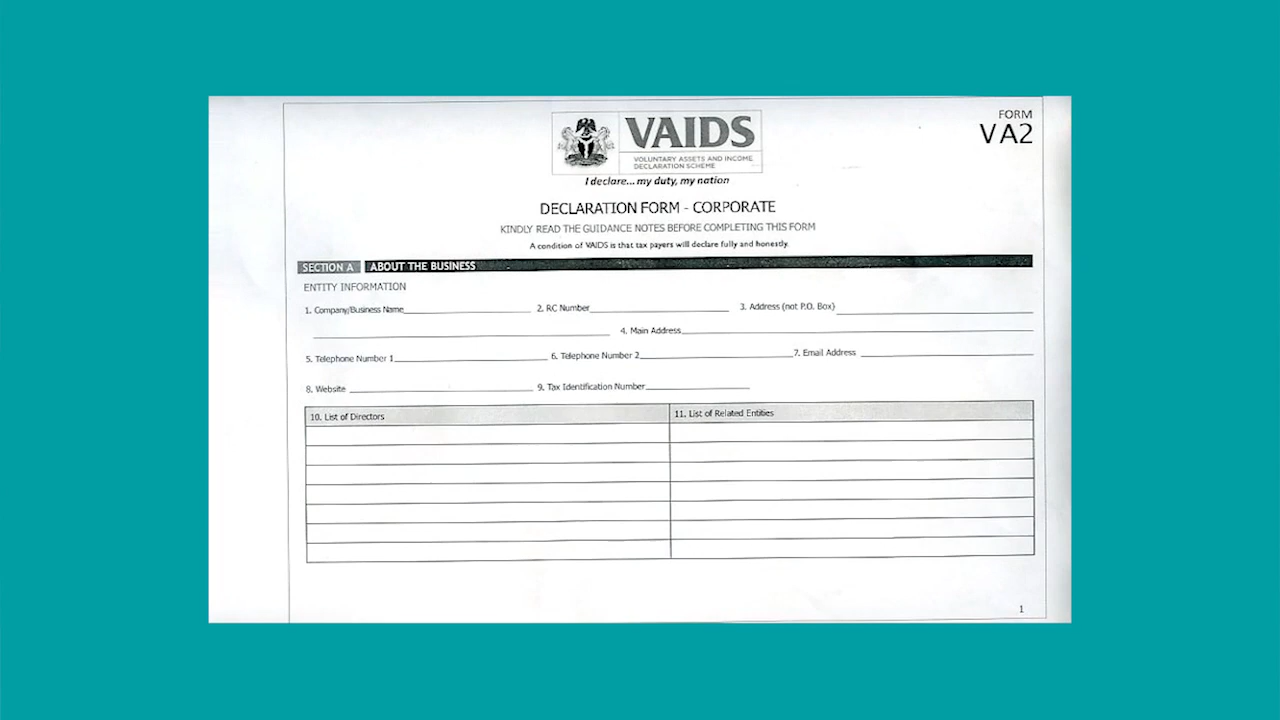 FORM
VA2
VAIDS
VOLUNTARY ASSETS AND INCOME
DECLARATION SCHEME
I declare... my duty, my nation
DECLARATION FORM - CORPORATE
KINDLY READ THE GUIDANCE NOTES BEFORE COMPLETING THIS FORM
A condition of VAIDS is that tax payers will declare fully and honestly.
SECTION A ABOUT THE BUSINESS
ENTITY INFORMATION
1. Company/Business Name 2. RC Number 3. Address (not P.O. Box)
4. Main Address
5. Telephone Number 1 6. Telephone Number 2 7. Email Address
8. Website 9. Tax Identification Number
10. List of Directors 11. List of Related Entities
1